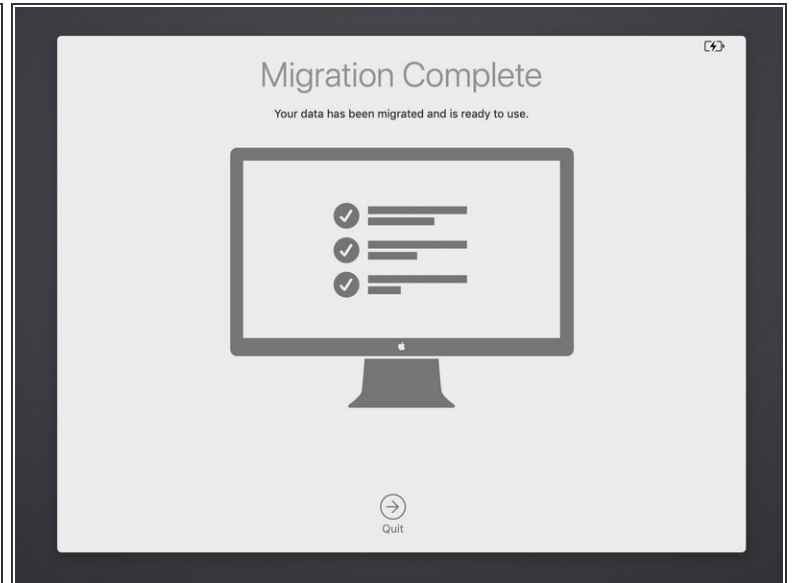 Migration Complete
Your data has been migrated and is ready to use.
Quit